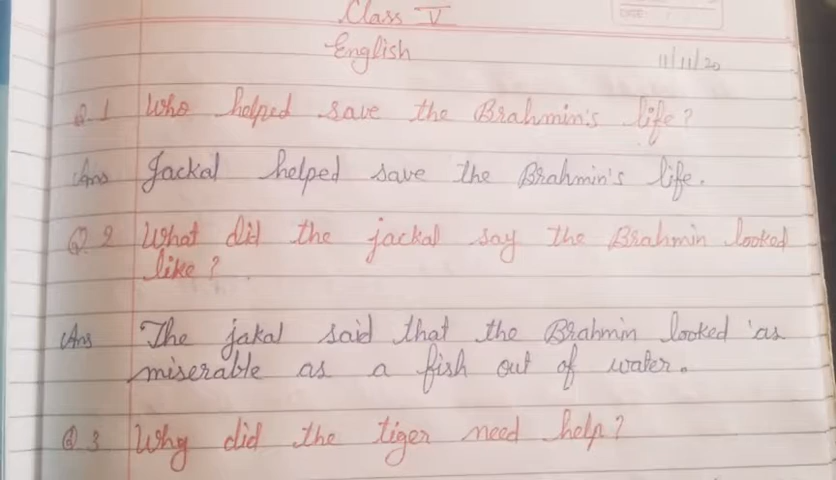 Class V
English
11/11/20
Q.1 Who helped save the Brahmin's life?
Ans Jackal helped save the Brahmin's life.
Q 2 What did the jackal say the Brahmin looked
like?
Ans The jakal said that the Brahmin looked 'as
miserable as a fish out of water.
Q 3 Why did the tiger need help?
DATE